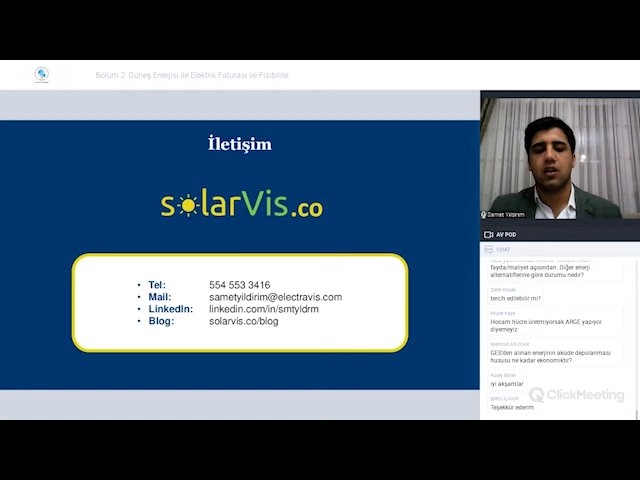 Bölüm 2. Güneş Enerjisi ile Elektrik Faturası ve Fizibilite
İletişim
solarVis.co
• Tel: 554 553 3416
• Mail: sametyildirim@electravis.com
• LinkedIn: linkedin.com/in/smtyldrm
• Blog: solarvis.co/blog
Samet Yıldırım
AV POD
CHAT
fayda/maliyet açısından. Diğer enerji
alternatiflerine göre durumu nedir?
tercih edilebilir mi?
Murat Kaya
Hocam hücre üretmiyorsak ARGE yapıyor
diyemeyiz
GES'den alınan enerjinin aküde depolanması
hususu ne kadar ekonomiktir?
iyi akşamlar
Teşekkür ederim.
ClickMeeting